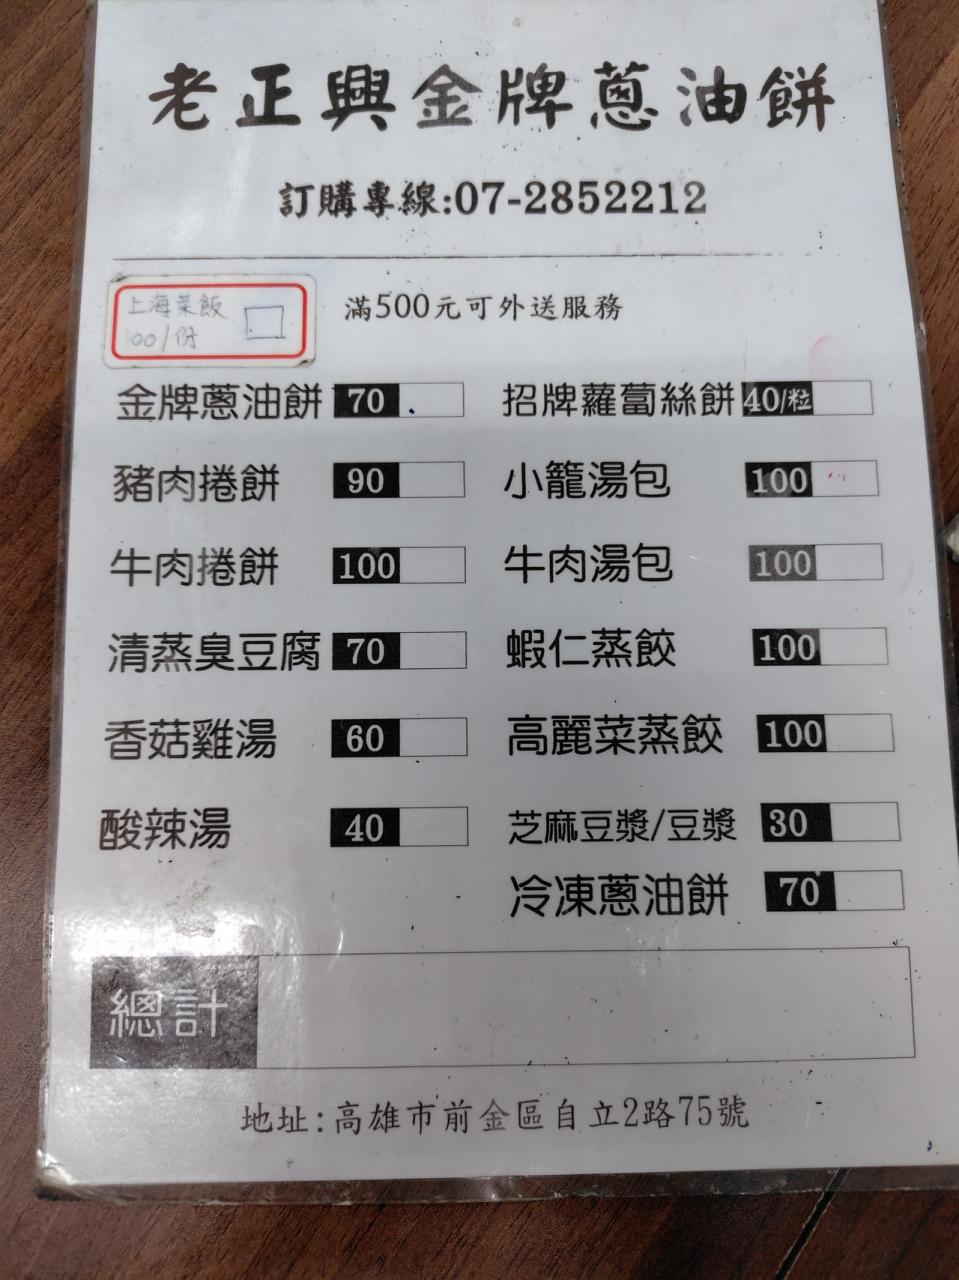 老正興金牌蔥油餅
訂購專線:07-2852212
上海菜飯
00/份
滿500元可外送服務
金牌蔥油餅 70
招牌蘿蔔絲餅 40/粒
豬肉捲餅 90
小籠湯包 100
牛肉捲餅 100
牛肉湯包 100
清蒸臭豆腐 70
蝦仁蒸餃 100
香菇雞湯 60
高麗菜蒸餃 100
酸辣湯 40
芝麻豆漿/豆漿 30
冷凍蔥油餅 70
總計
地址:高雄市前金區自立2路75號